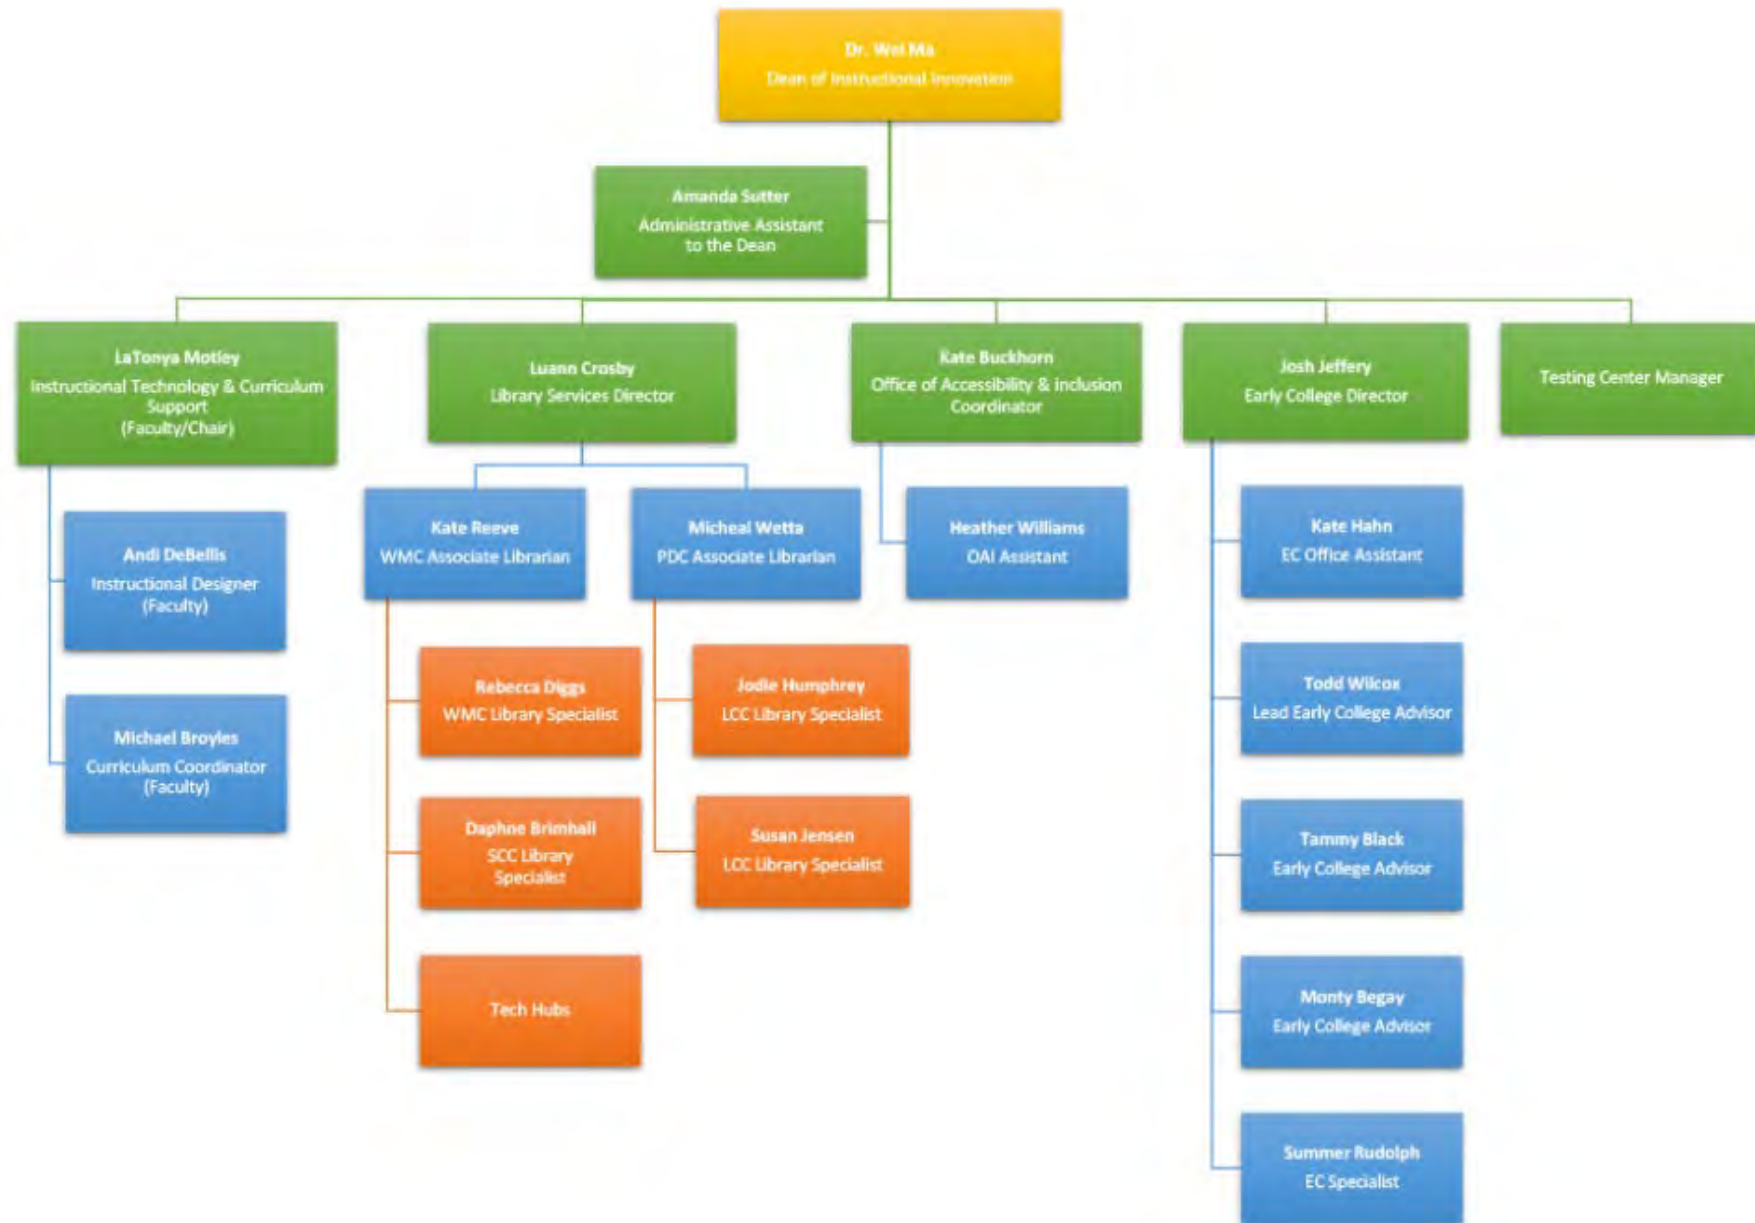 Dr. Wei Ma
Dean of Instructional Innovation
Amanda Sutter
Administrative Assistant
to the Dean
LaTonya Motley
Instructional Technology & Curriculum
Support
(Faculty/Chair)
Luann Crosby
Library Services Director
Kate Buckhorn
Office of Accessibility & Inclusion
Coordinator
Josh Jeffery
Early College Director
Testing Center Manager
Andi DeBellis
Instructional Designer
(Faculty)
Michael Broyles
Curriculum Coordinator
(Faculty)
Kate Reeve
WMC Associate Librarian
Rebecca Diggs
WMC Library Specialist
Daphne Brimhall
SCC Library
Specialist
Tech Hubs
Micheal Wetta
PDC Associate Librarian
Jodie Humphrey
LCC Library Specialist
Susan Jensen
LCC Library Specialist
Heather Williams
OAI Assistant
Kate Hahn
EC Office Assistant
Todd Wilcox
Lead Early College Advisor
Tammy Black
Early College Advisor
Monty Begay
Early College Advisor
Summer Rudolph
EC Specialist